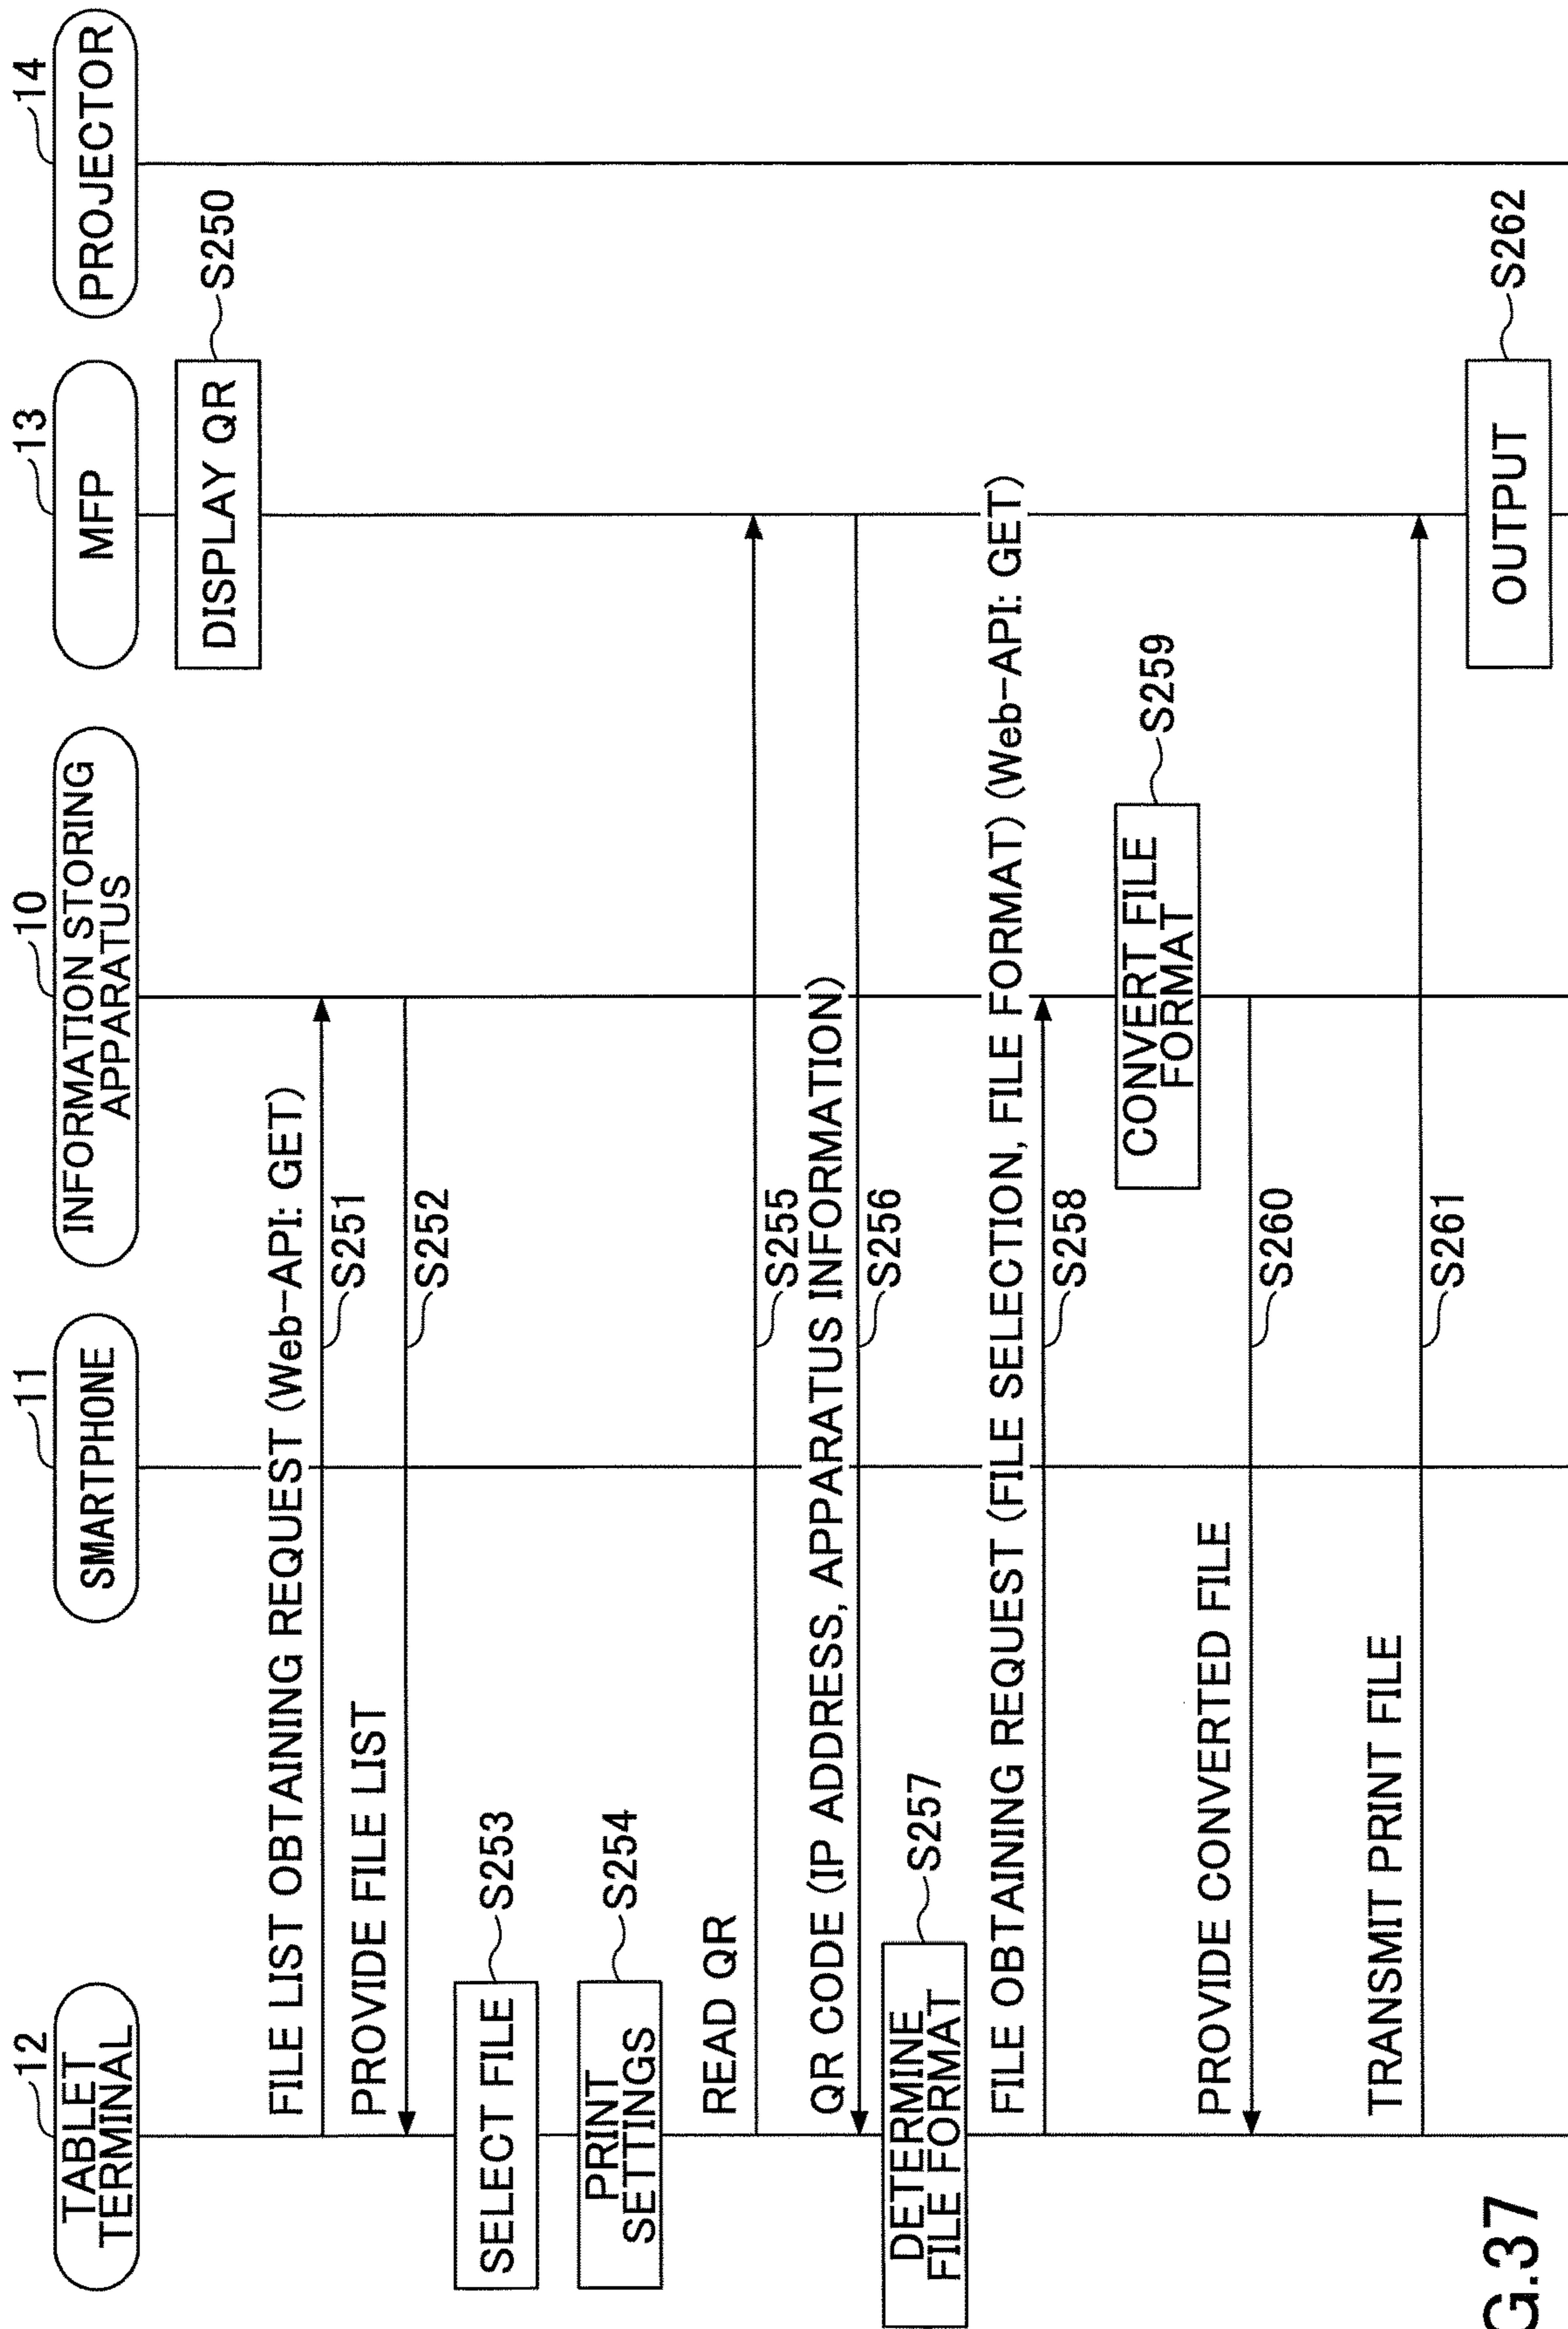 12
TABLET
TERMINAL
11
SMARTPHONE
10
INFORMATION STORING
APPARATUS
13
MFP
14
PROJECTOR
DISPLAY QR
S250
FILE LIST OBTAINING REQUEST (Web-API: GET)
S251
PROVIDE FILE LIST
S252
SELECT FILE
S253
PRINT
SETTINGS
S254
READ QR
S255
QR CODE (IP ADDRESS, APPARATUS INFORMATION)
S256
DETERMINE
FILE FORMAT
S257
FILE OBTAINING REQUEST (FILE SELECTION, FILE FORMAT) (Web-API: GET)
S258
CONVERT FILE
FORMAT
S259
PROVIDE CONVERTED FILE
S260
TRANSMIT PRINT FILE
S261
OUTPUT
S262
G.37